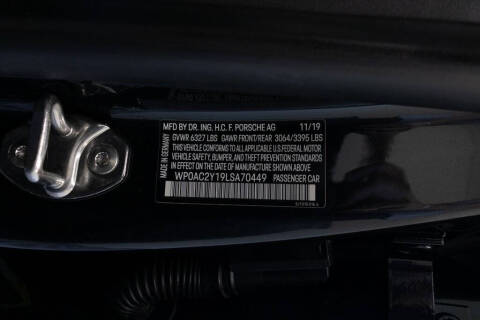 MFD BY DR. ING. H.C. F. PORSCHE AG 11/19
GVWR 6327 LBS GAWR FRONT/REAR 3064/3395 LBS
THIS VEHICLE CONFORMS TO ALL APPLICABLE U.S. FEDERAL MOTOR
VEHICLE SAFETY, BUMPER, AND THEFT PREVENTION STANDARDS
IN EFFECT ON THE DATE OF MANUFACTURE SHOWN ABOVE.
WP0AC2Y19LSA70449 PASSENGER CAR
MADE IN GERMANY